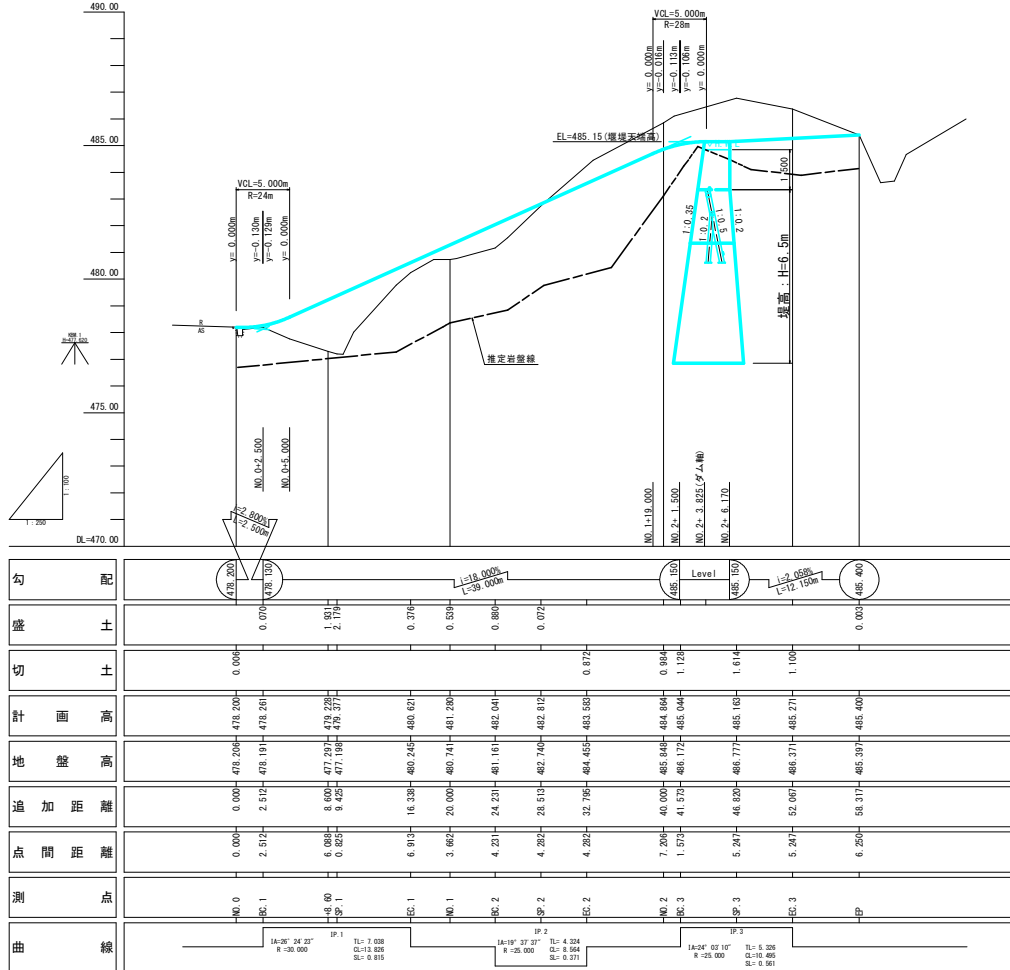 490.00
485.00
480.00
475.00
DL=470.00
VCL=5.000m
R=28m
y= 0.000m
y=-0.016m
y=-0.113m
y=-0.106m
y= 0.000m
EL=485.15(堰堤天端高)
1.500
VCL=5.000m
R=24m
y= 0.000m
y=-0.130m
y=-0.129m
y= 0.000m
1:0.35
1:0.2
1:0.5
1:0.2
堤高:H=6.5m
R
AS
KBM.1
H=477.620
推定岩盤線
1:100
1:250
NO.0+2.500
NO.0+5.000
NO.1+19.000
NO.2+ 1.500
NO.2+ 3.825(ダム軸)
NO.2+ 6.170
i=2.800%
L=2.500m
勾配
478.200
478.130
i=18.000%
L=39.000m
485.150
Level
485.150
i=2.058%
L=12.150m
485.400
盛土
0.070
1.931
2.179
0.376
0.539
0.880
0.072
0.003
切土
0.006
0.872
0.984
1.128
1.614
1.100
計画高
478.200
478.261
479.228
479.377
480.621
481.280
482.041
482.812
483.583
484.864
485.044
485.163
485.271
485.400
地盤高
478.206
478.191
477.297
477.198
480.245
480.741
481.161
482.740
484.455
485.848
486.172
486.777
486.371
485.397
追加距離
0.000
2.512
8.600
9.425
16.338
20.000
24.231
28.513
32.795
40.000
41.573
46.820
52.067
58.317
点間距離
0.000
2.512
6.088
0.825
6.913
3.662
4.231
4.282
4.282
7.206
1.573
5.247
5.247
6.250
測点
NO.0
BC.1
+8.60
SP.1
EC.1
NO.1
BC.2
SP.2
EC.2
NO.2
BC.3
SP.3
EC.3
EP
曲線
IP.1
IA=26° 24′ 23″ TL= 7.038
R =30.000 CL=13.826
SL= 0.815
IP.2
IA=19° 37′ 37″ TL= 4.324
R =25.000 CL= 8.564
SL= 0.371
IP.3
IA=24° 03′ 10″ TL= 5.326
R =25.000 CL=10.495
SL= 0.561